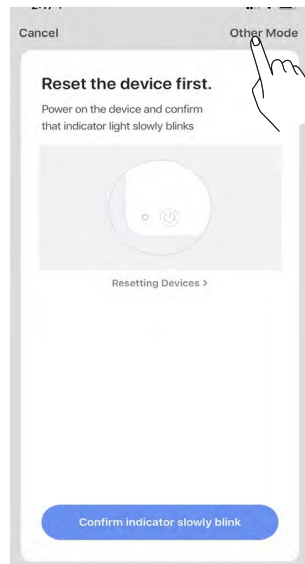 Cancel
Other Mode
Reset the device first.
Power on the device and confirm
that indicator light slowly blinks
Resetting Devices >
Confirm indicator slowly blink